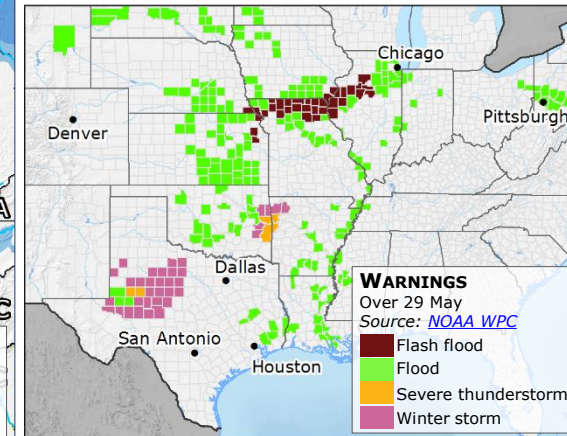 Chicago
Pittsburgh
Denver
A
Dallas
C
San Antonio
Houston
WARNINGS
Over 29 May
Source: NOAA WPC
Flash flood
Flood
Severe thunderstorm
Winter storm